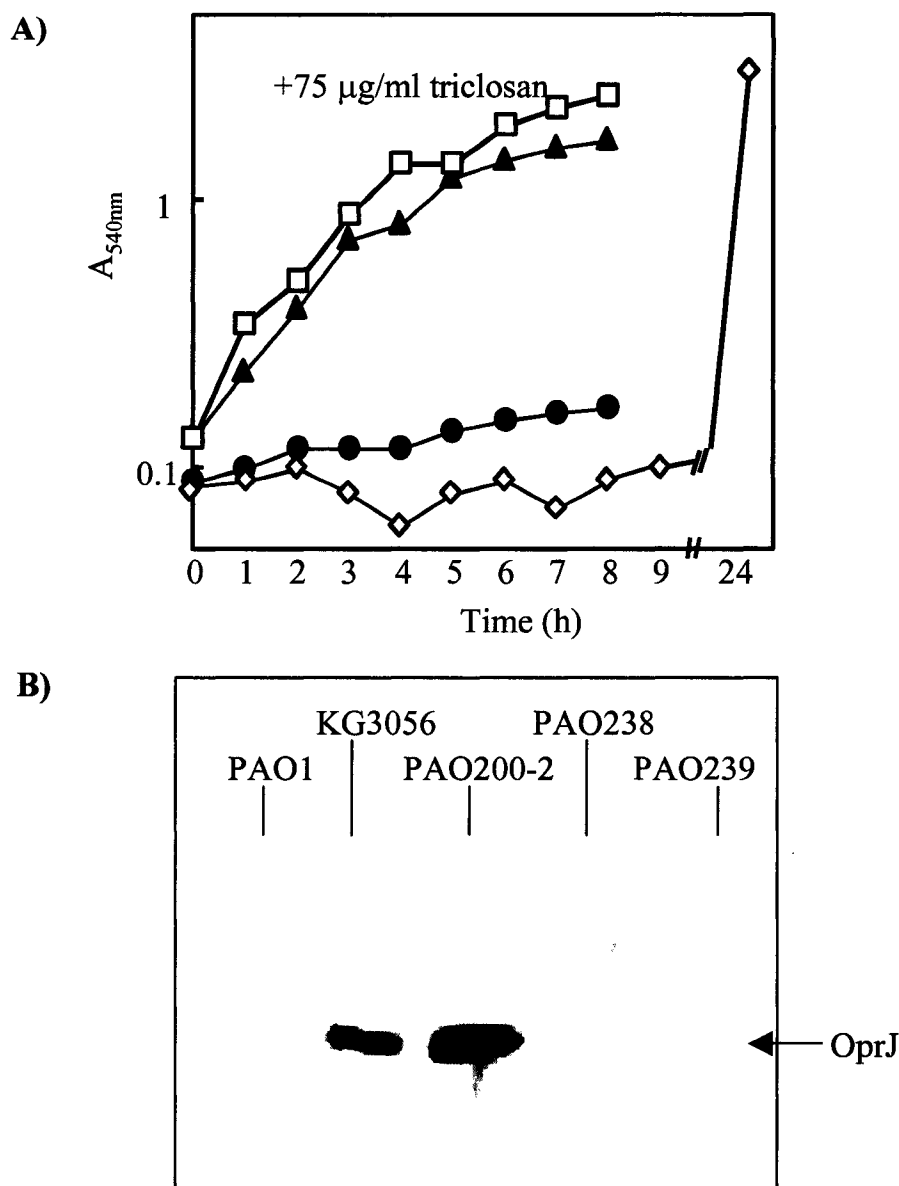 A)
+75 μg/ml triclosan
1
A540nm
0.1
0 1 2 3 4 5 6 7 8 9 24
Time (h)
B)
KG3056 PAO238
PAO1 PAO200-2 PAO239
OprJ